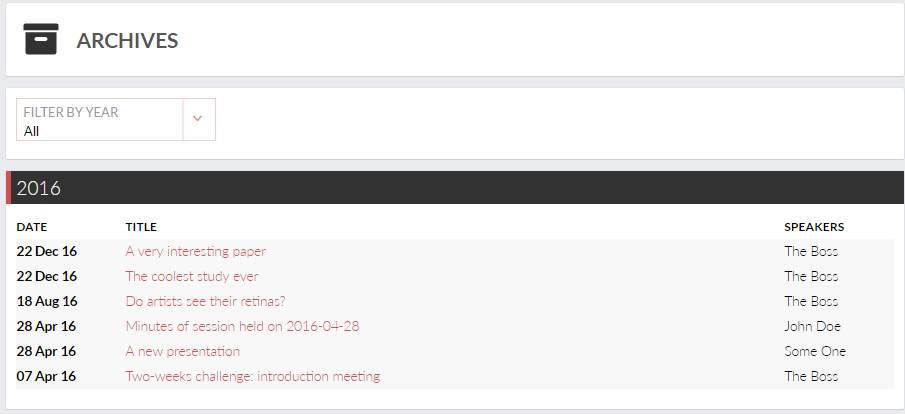 ARCHIVES
FILTER BY YEAR
All
2016
DATE TITLE SPEAKERS
22 Dec 16 A very interesting paper The Boss
22 Dec 16 The coolest study ever The Boss
18 Aug 16 Do artists see their retinas? The Boss
28 Apr 16 Minutes of session held on 2016-04-28 John Doe
28 Apr 16 A new presentation Some One
07 Apr 16 Two-weeks challenge: introduction meeting The Boss